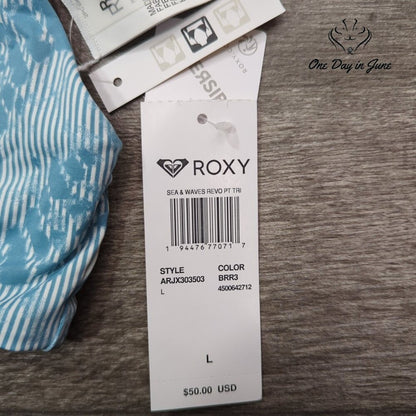 One Day in June
ROXY
SEA & WAVES REVO PT TRI
1 94476 77071 7
STYLE COLOR
ARJX303503 BRR3
L 4500642712
L
$50.00 USD